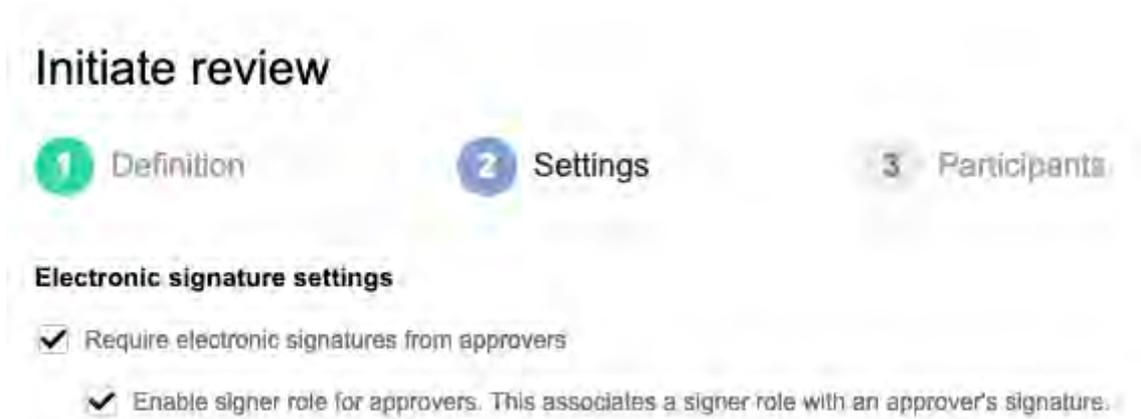 Initiate review
1 Definition 2 Settings 3 Participants
Electronic signature settings
Require electronic signatures from approvers
Enable signer role for approvers. This associates a signer role with an approver's signature.